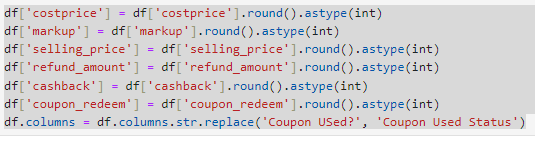 df['costprice'] = df['costprice'].round().astype(int)
df['markup'] = df['markup'].round().astype(int)
df['selling_price'] = df['selling_price'].round().astype(int)
df['refund_amount'] = df['refund_amount'].round().astype(int)
df['cashback'] = df['cashback'].round().astype(int)
df['coupon_redeem'] = df['coupon_redeem'].round().astype(int)
df.columns = df.columns.str.replace('Coupon USed?', 'Coupon Used Status')